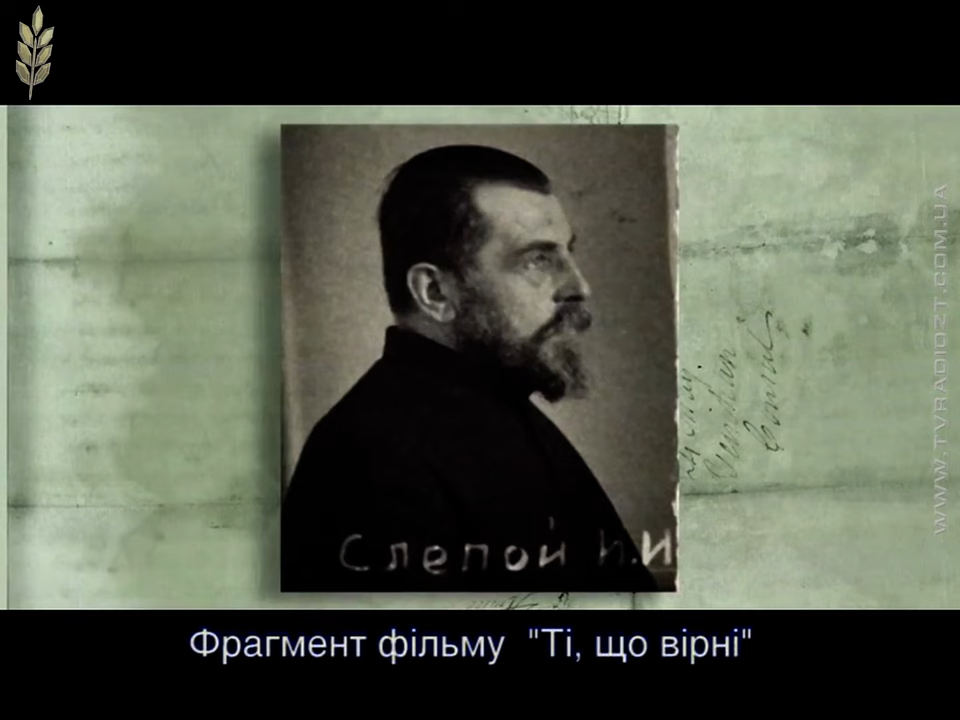 Слепой И.И
WWW.TVRADIOZT.COM.UA
Фрагмент фільму "Ті, що вірні"